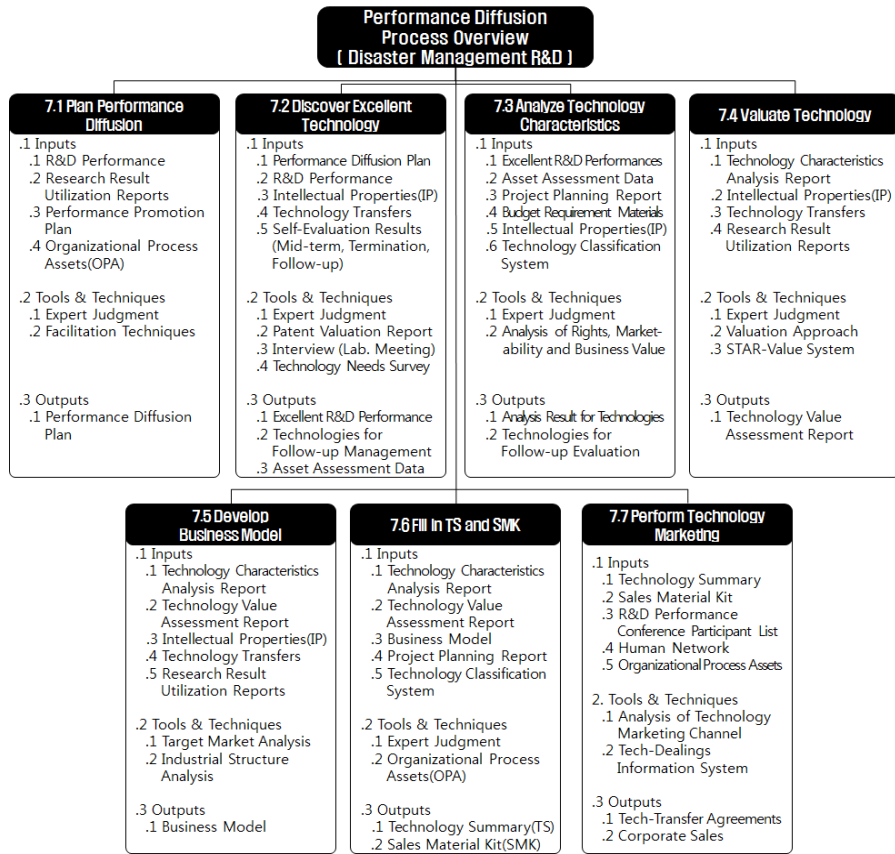 Performance Diffusion
Process Overview
( Disaster Management R&D )
7.1 Plan Performance
Diffusion
.1 Inputs
.1 R&D Performance
.2 Research Result
Utilization Reports
.3 Performance Promotion
Plan
.4 Organizational Process
Assets(OPA)
.2 Tools & Techniques
.1 Expert Judgment
.2 Facilitation Techniques
.3 Outputs
.1 Performance Diffusion
Plan
7.2 Discover Excellent
Technology
.1 Inputs
.1 Performance Diffusion Plan
.2 R&D Performance
.3 Intellectual Properties(IP)
.4 Technology Transfers
.5 Self-Evaluation Results
(Mid-term, Termination,
Follow-up)
.2 Tools & Techniques
.1 Expert Judgment
.2 Patent Valuation Report
.3 Interview (Lab. Meeting)
.4 Technology Needs Survey
.3 Outputs
.1 Excellent R&D Performance
.2 Technologies for
Follow-up Management
.3 Asset Assessment Data
7.3 Analyze Technology
Characteristics
.1 Inputs
.1 Excellent R&D Performances
.2 Asset Assessment Data
.3 Project Planning Report
.4 Budget Requirement Materials
.5 Intellectual Properties(IP)
.6 Technology Classification
System
.2 Tools & Techniques
.1 Expert Judgment
.2 Analysis of Rights, Market-
ability and Business Value
.3 Outputs
.1 Analysis Result for Technologies
.2 Technologies for
Follow-up Evaluation
7.4 Valuate Technology
.1 Inputs
.1 Technology Characteristics
Analysis Report
.2 Intellectual Properties(IP)
.3 Technology Transfers
.4 Research Result
Utilization Reports
.2 Tools & Techniques
.1 Expert Judgment
.2 Valuation Approach
.3 STAR-Value System
.3 Outputs
.1 Technology Value
Assessment Report
7.5 Develop
Business Model
.1 Inputs
.1 Technology Characteristics
Analysis Report
.2 Technology Value
Assessment Report
.3 Intellectual Properties(IP)
.4 Technology Transfers
.5 Research Result
Utilization Reports
.2 Tools & Techniques
.1 Target Market Analysis
.2 Industrial Structure
Analysis
.3 Outputs
.1 Business Model
7.6 Fill in TS and SMK
.1 Inputs
.1 Technology Characteristics
Analysis Report
.2 Technology Value
Assessment Report
.3 Business Model
.4 Project Planning Report
.5 Technology Classification
System
.2 Tools & Techniques
.1 Expert Judgment
.2 Organizational Process
Assets(OPA)
.3 Outputs
.1 Technology Summary(TS)
.2 Sales Material Kit(SMK)
7.7 Perform Technology
Marketing
.1 Inputs
.1 Technology Summary
.2 Sales Material Kit
.3 R&D Performance
Conference Participant List
.4 Human Network
.5 Organizational Process Assets
2. Tools & Techniques
.1 Analysis of Technology
Marketing Channel
.2 Tech-Dealings
Information System
.3 Outputs
.1 Tech-Transfer Agreements
.2 Corporate Sales